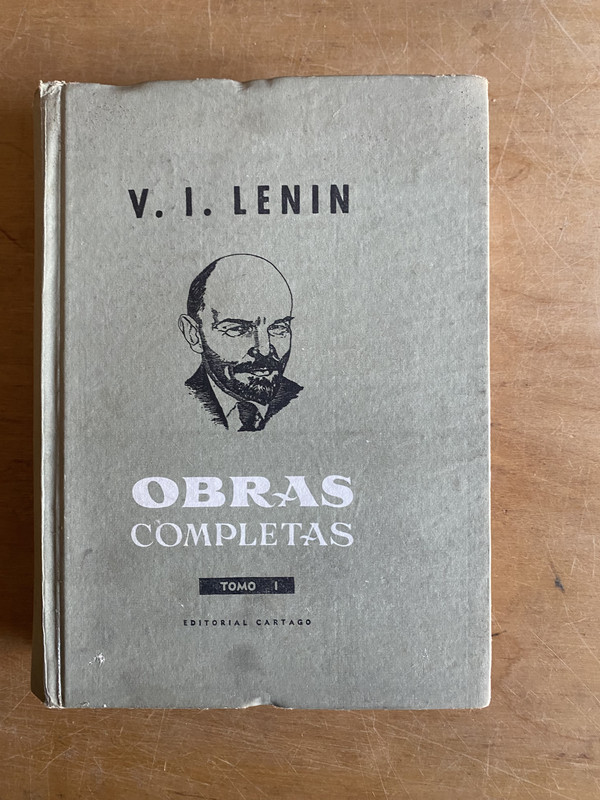 V. I. LENIN
OBRAS
COMPLETAS
TOMO I
EDITORIAL CARTAGO